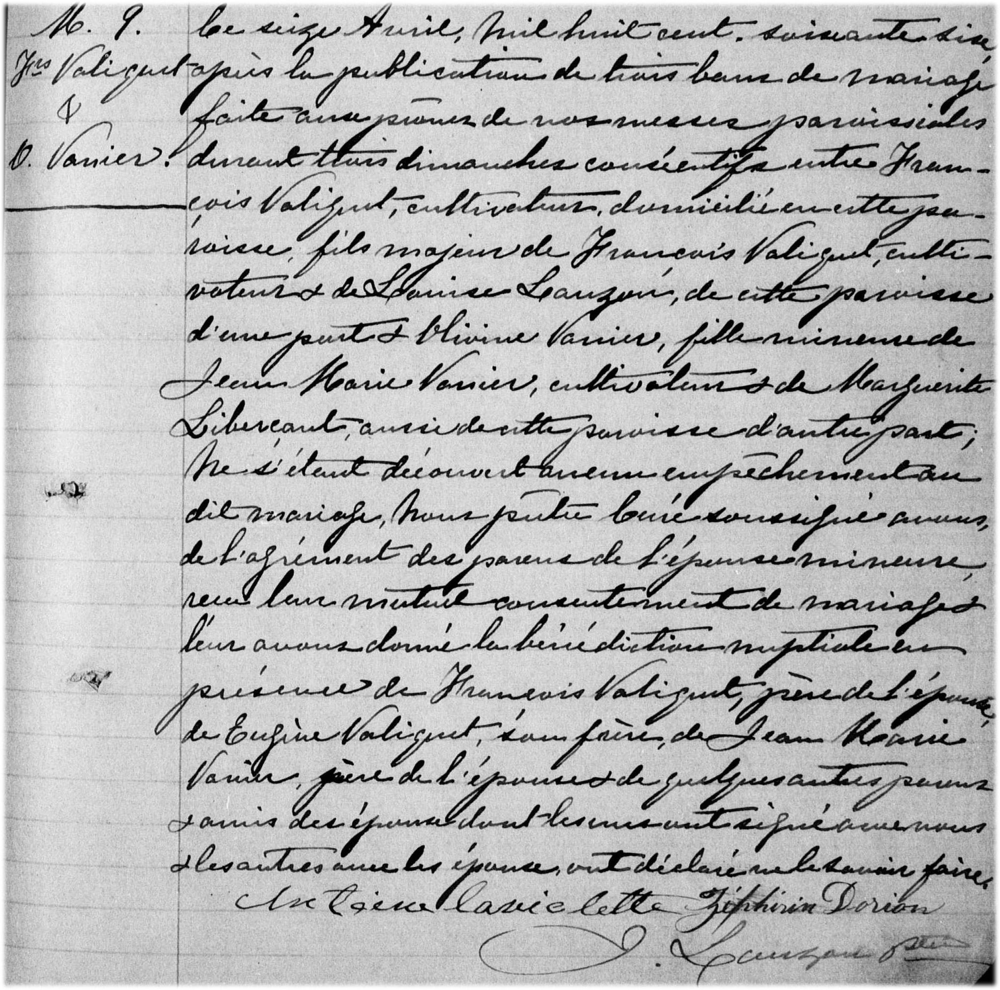 M. 9.
Frs Valiquet
&
O. Vanier.
Ce seize Avril, Mil huit cent soixante six,
après la publication de trois bans de mariage
faite aux prônes de nos messes paroissiales
durant trois dimanches consécutifs entre Fran-
çois Valiquet, cultivateur, domicilié en cette pa-
roisse, fils majeur de François Valiquet, culti-
vateur & de Louise Lauzon, de cette paroisse
d'une part & Olivine Vanier, fille mineure de
Jean Marie Vanier, cultivateur & de Marguerite
Liberçant, aussi de cette paroisse d'autre part;
Ne s'étant découvert aucun empêchement au
dit mariage, Nous prêtre Curé soussigné avons,
de l'agrément des parens de l'épouse mineure,
reçu leur mutuel consentement de mariage &
leur avons donné la bénédiction nuptiale en
présence de François Valiquet, père de l'époux,
de Eugène Valiquet, son frère, de Jean Marie
Vanier, père de l'épouse & de quelques autres parens
& amis des époux dont les uns ont signé avec nous
& les autres avec les époux, ont déclaré ne le savoir faire.
Antoine laviolette Zéphirin Dorion
J. Lauzon ptre